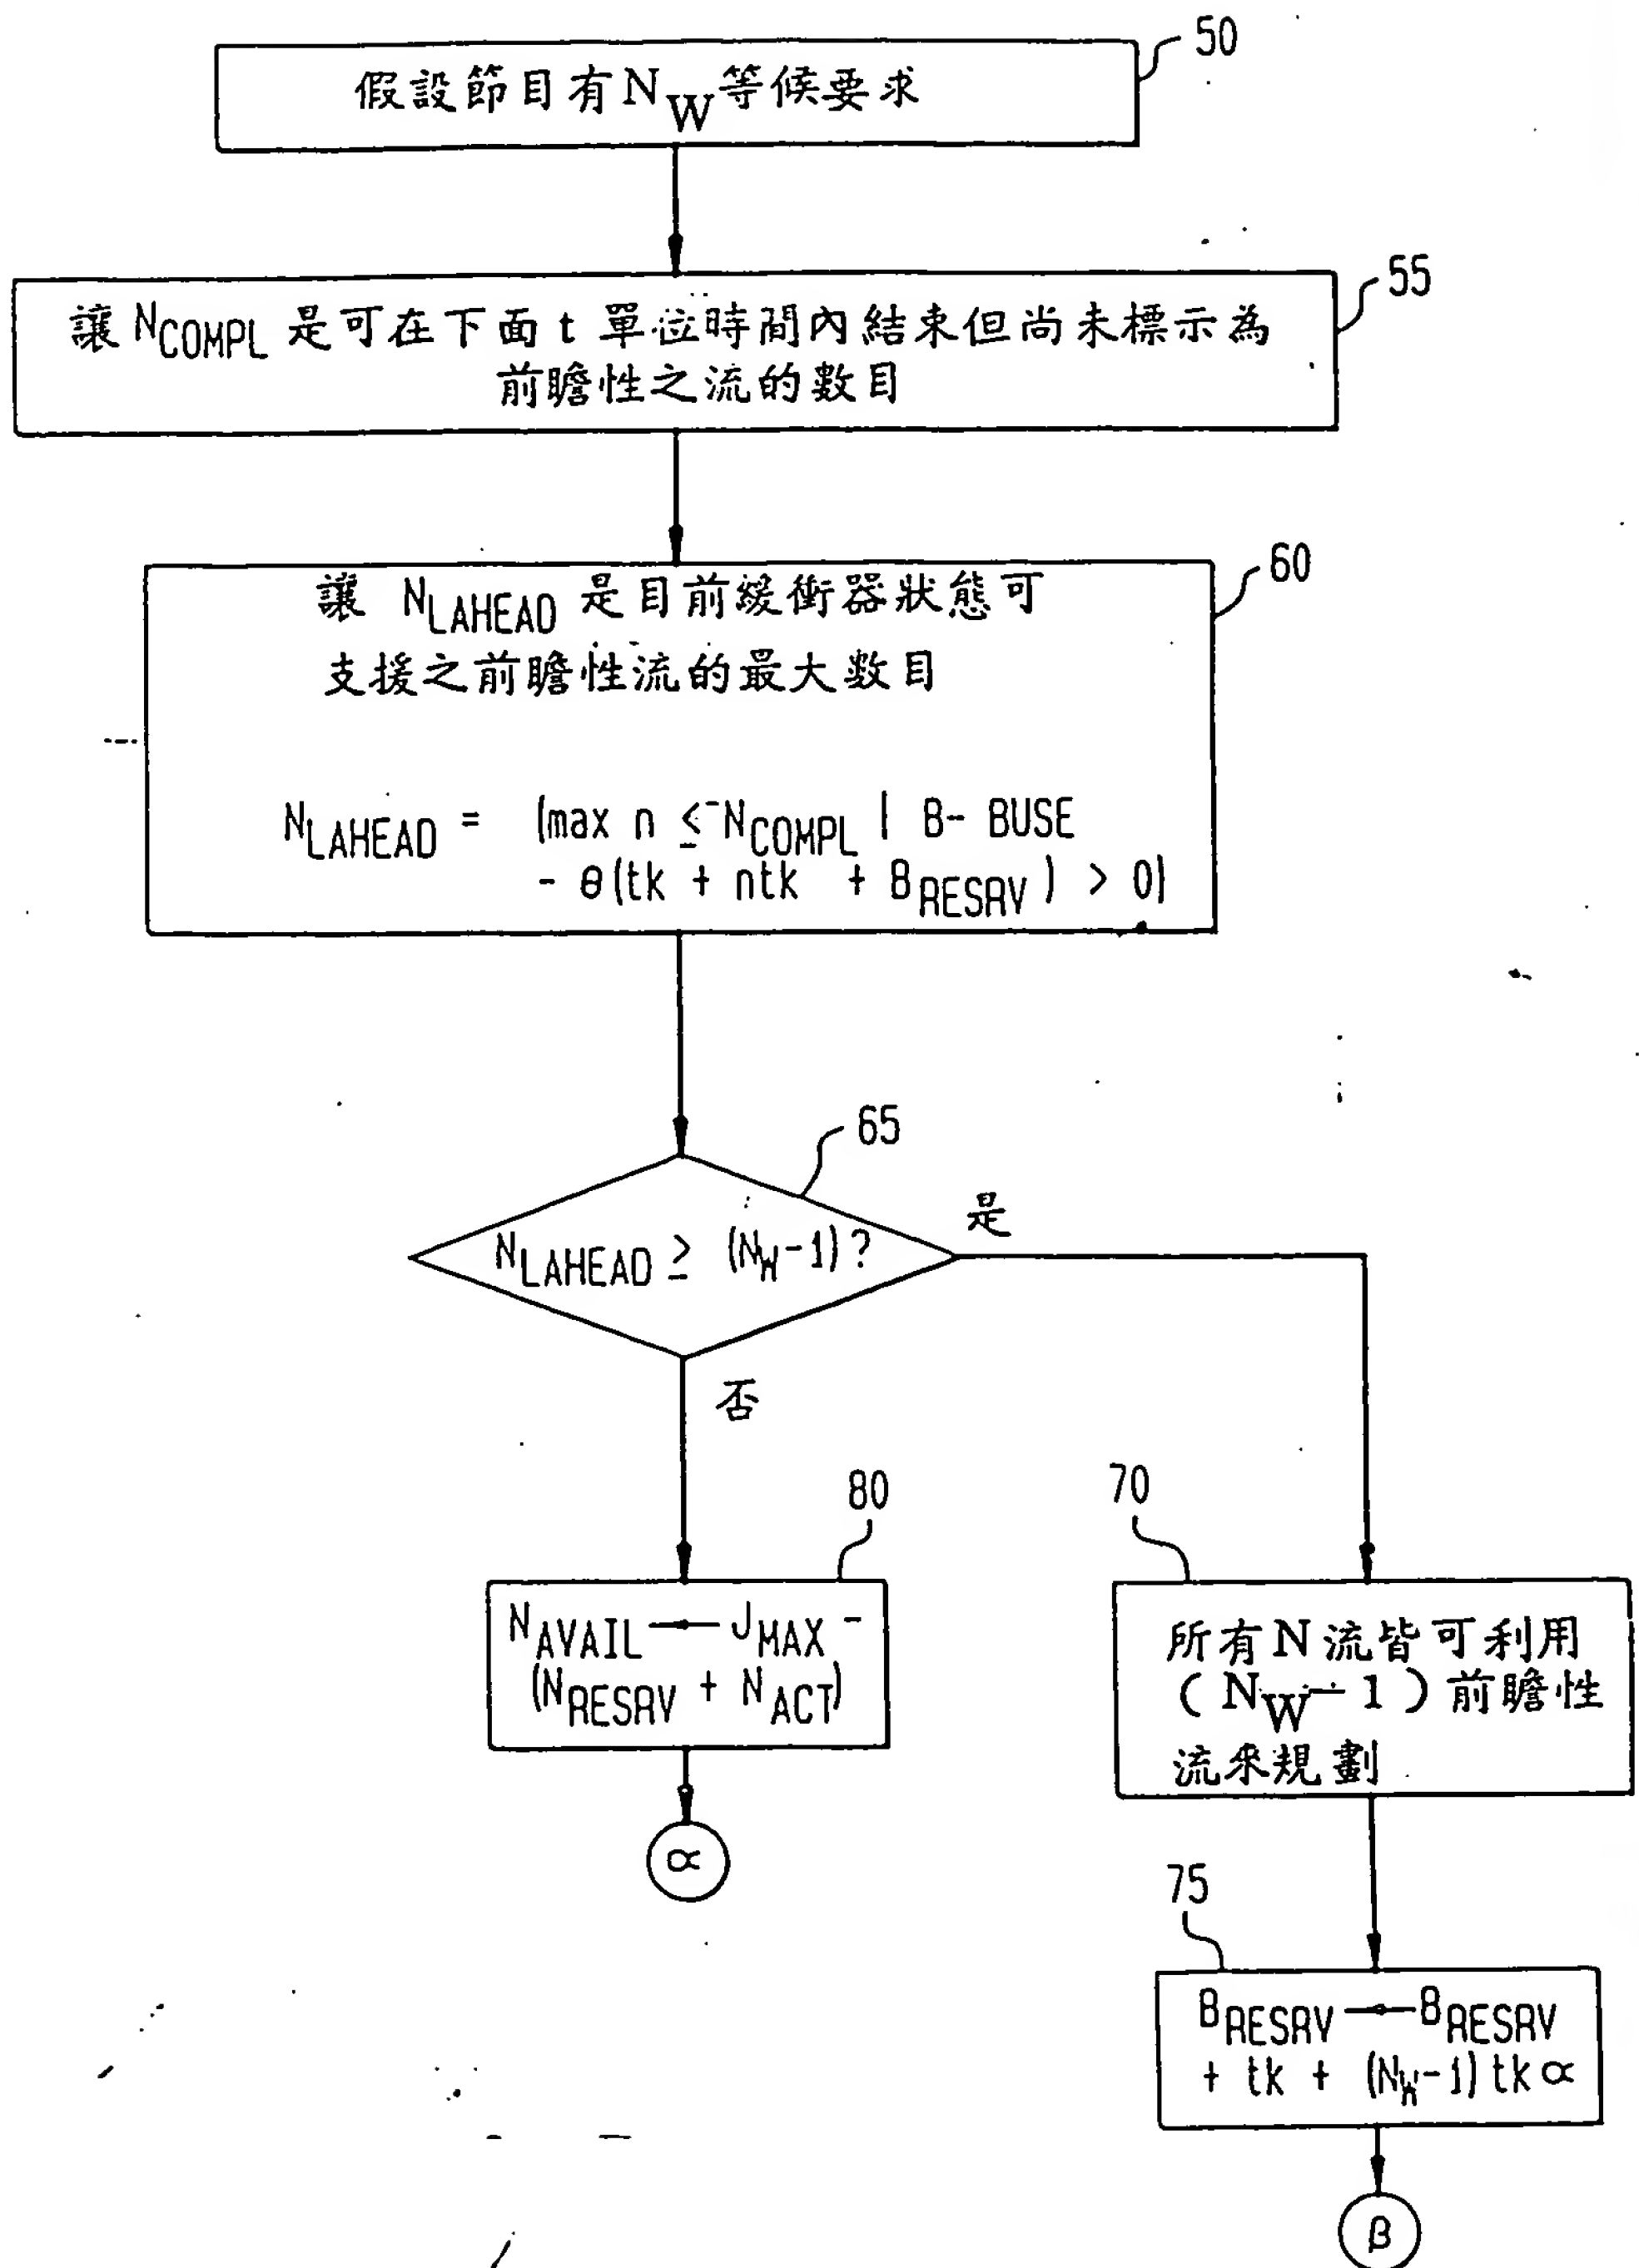 50
假設節目有NW等候要求
55
讓 NCOMPL 是可在下面 t 單位時間內結束但尚未標示為
前瞻性之流的數目
60
讓 NLAHEAD 是目前緩衝器狀態可
支援之前瞻性流的最大數目
NLAHEAD = (max n ≤ NCOMPL | B- BUSE
- θ(tk + ntk + BRESRV) > 0)
65
NLAHEAD ≥ (NW-1)?
是
否
80
NAVAIL ← JMAX -
(NRESRV + NACT)
α
70
所有N流皆可利用
(NW-1)前瞻性
流來規劃
75
BRESRV ← BRESRV
+ tk + (NW-1) tk α
β